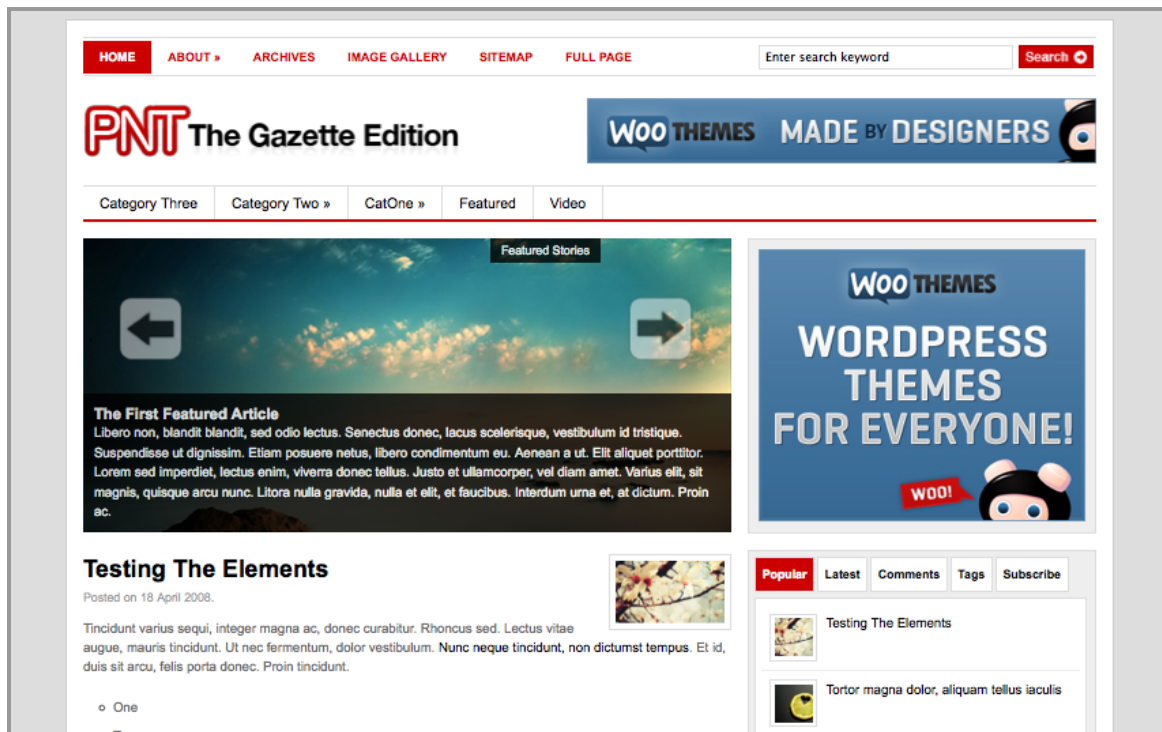 HOME ABOUT » ARCHIVES IMAGE GALLERY SITEMAP FULL PAGE Enter search keyword Search
PNT The Gazette Edition
WOO THEMES MADE BY DESIGNERS
Category Three Category Two » CatOne » Featured Video
Featured Stories
The First Featured Article
Libero non, blandit blandit, sed odio lectus. Senectus donec, lacus scelerisque, vestibulum id tristique.
Suspendisse ut dignissim. Etiam posuere netus, libero condimentum eu. Aenean a ut. Elit aliquet porttitor.
Lorem sed imperdiet, lectus enim, viverra donec tellus. Justo et ullamcorper, vel diam amet. Varius elit, sit
magnis, quisque arcu nunc. Litora nulla gravida, nulla et elit, et faucibus. Interdum urna et, at dictum. Proin
ac.
WOO THEMES
WORDPRESS
THEMES
FOR EVERYONE!
WOO!
Testing The Elements
Posted on 18 April 2008.
Tincidunt varius sequi, integer magna ac, donec curabitur. Rhoncus sed. Lectus vitae
augue, mauris tincidunt. Ut nec fermentum, dolor vestibulum. Nunc neque tincidunt, non dictumst tempus. Et id,
duis sit arcu, felis porta donec. Proin tincidunt.
One
Popular Latest Comments Tags Subscribe
Testing The Elements
Tortor magna dolor, aliquam tellus iaculis